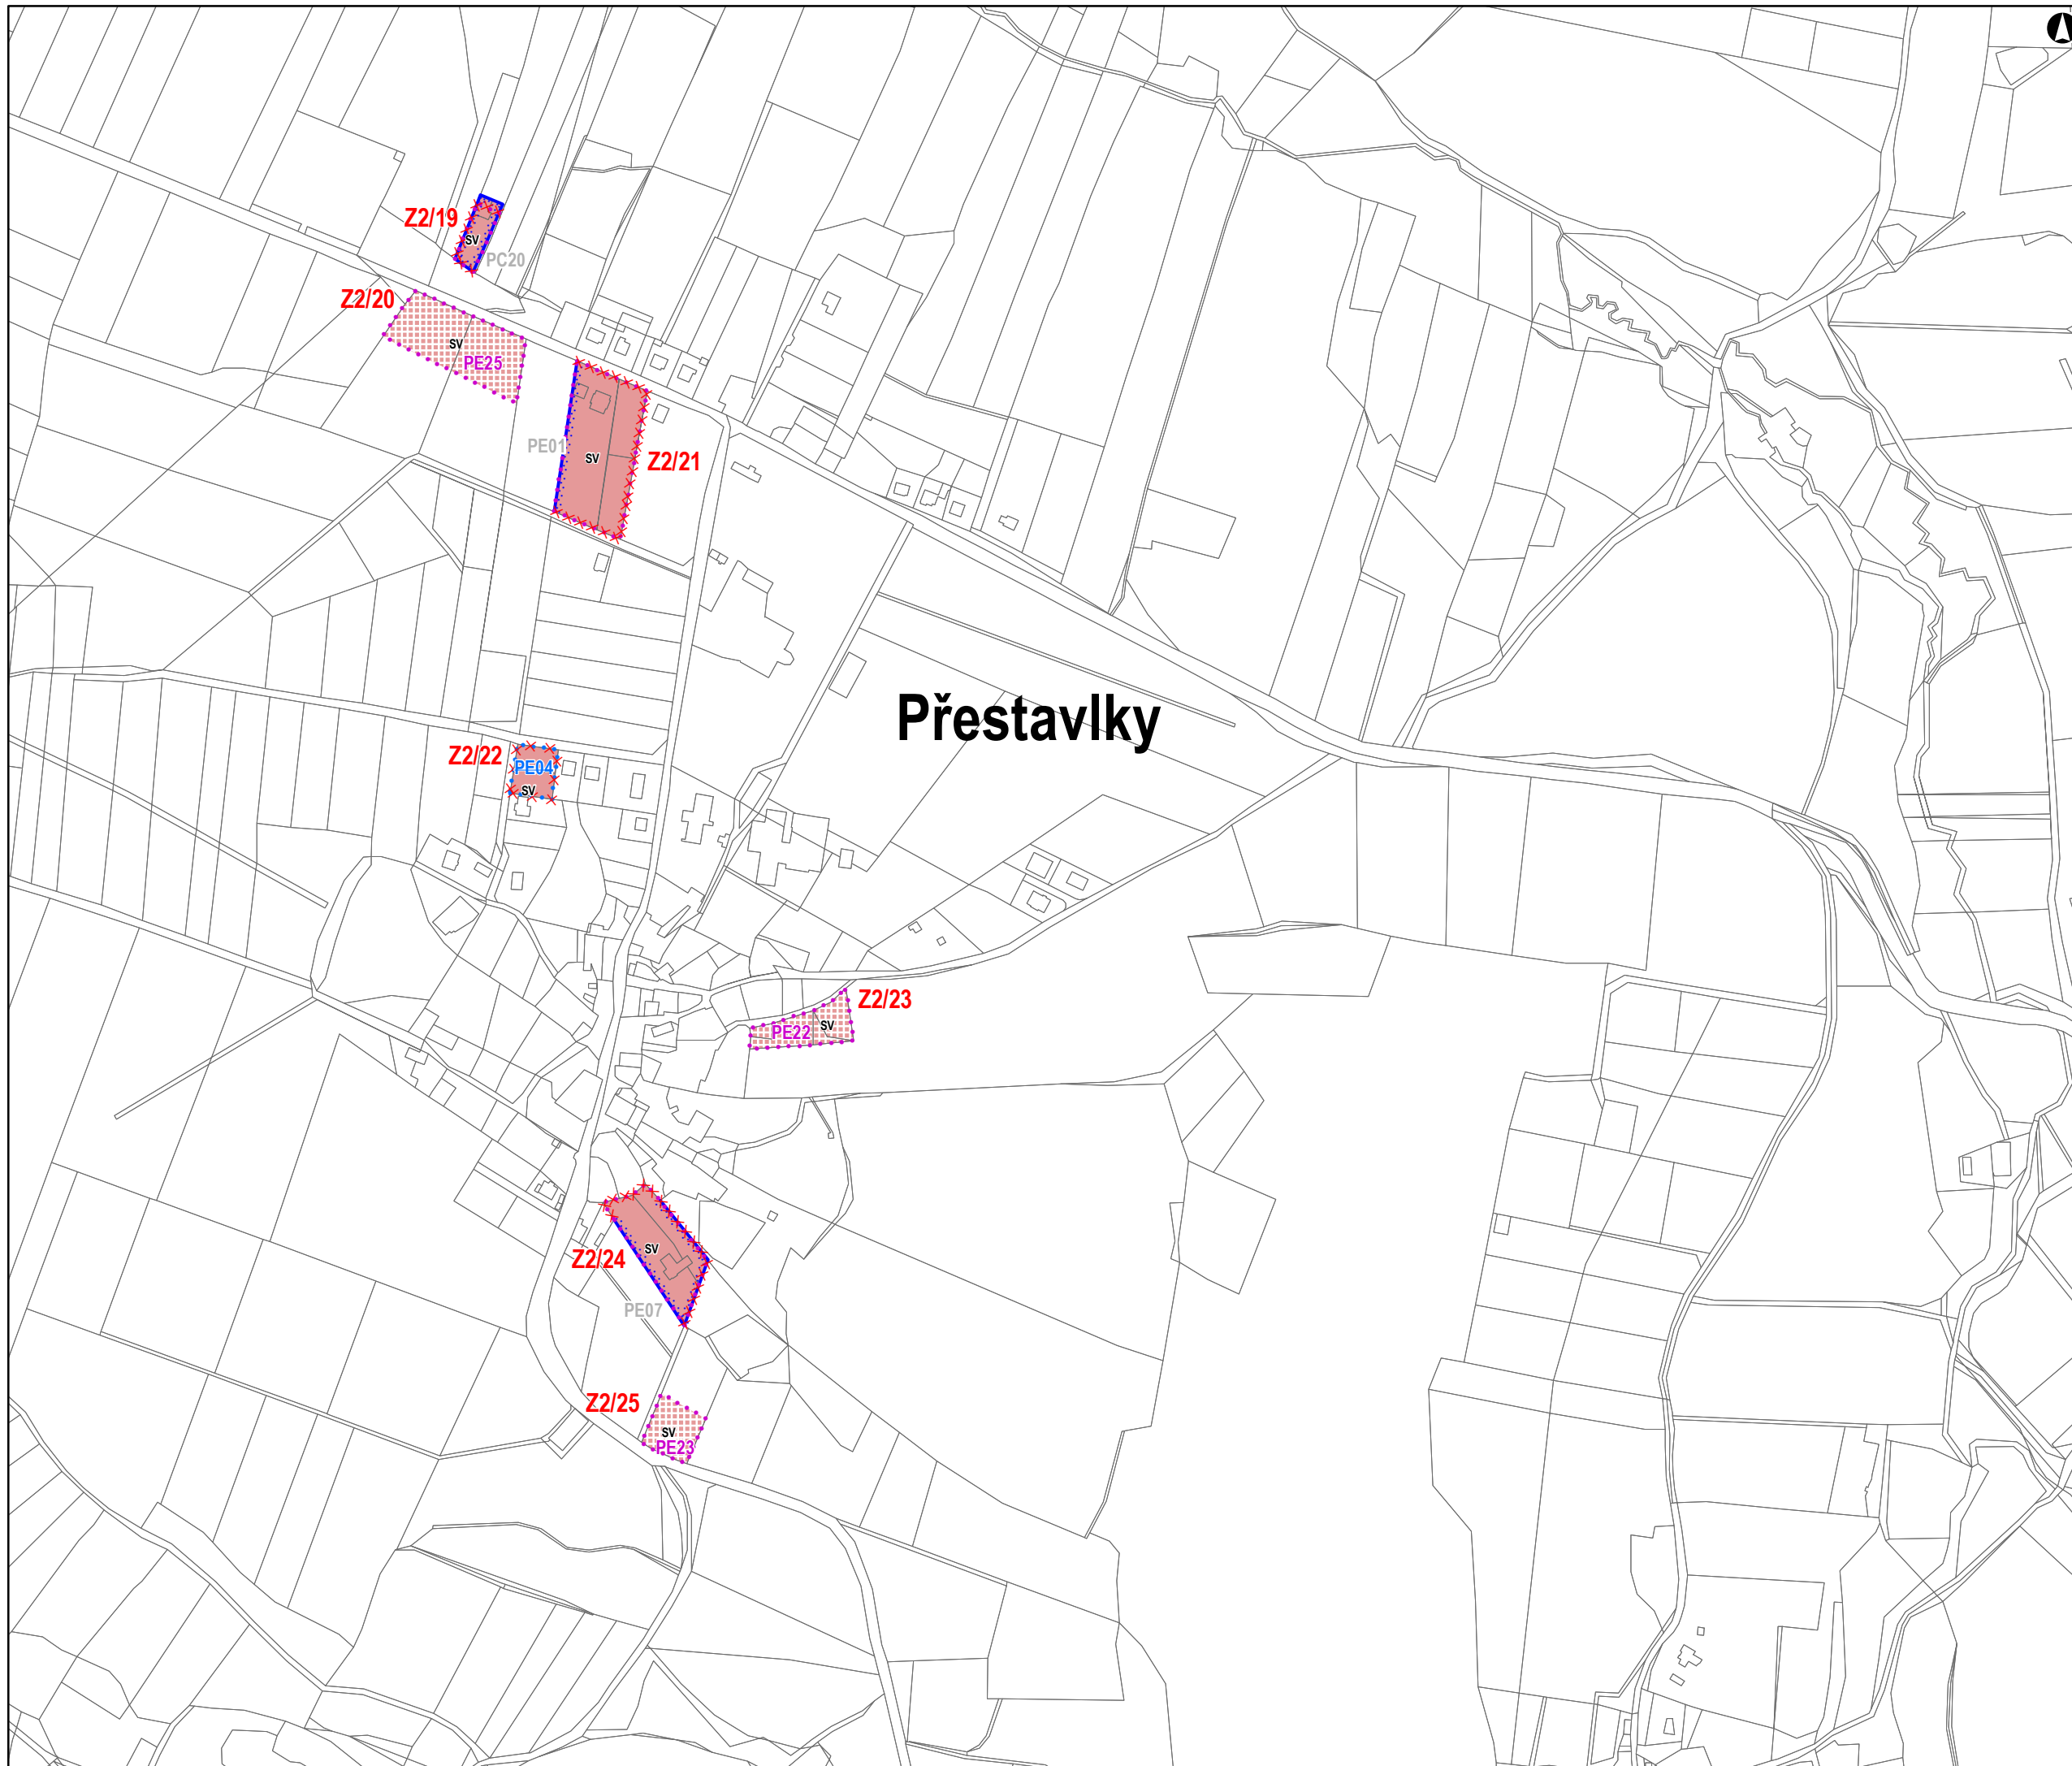 Z2/19
SV
PC20
Z2/20
SV
PE25
PE01
SV
Z2/21
Přestavlky
Z2/22
PE04
SV
Z2/23
PE22
SV
SV
Z2/24
PE07
Z2/25
SV
PE23